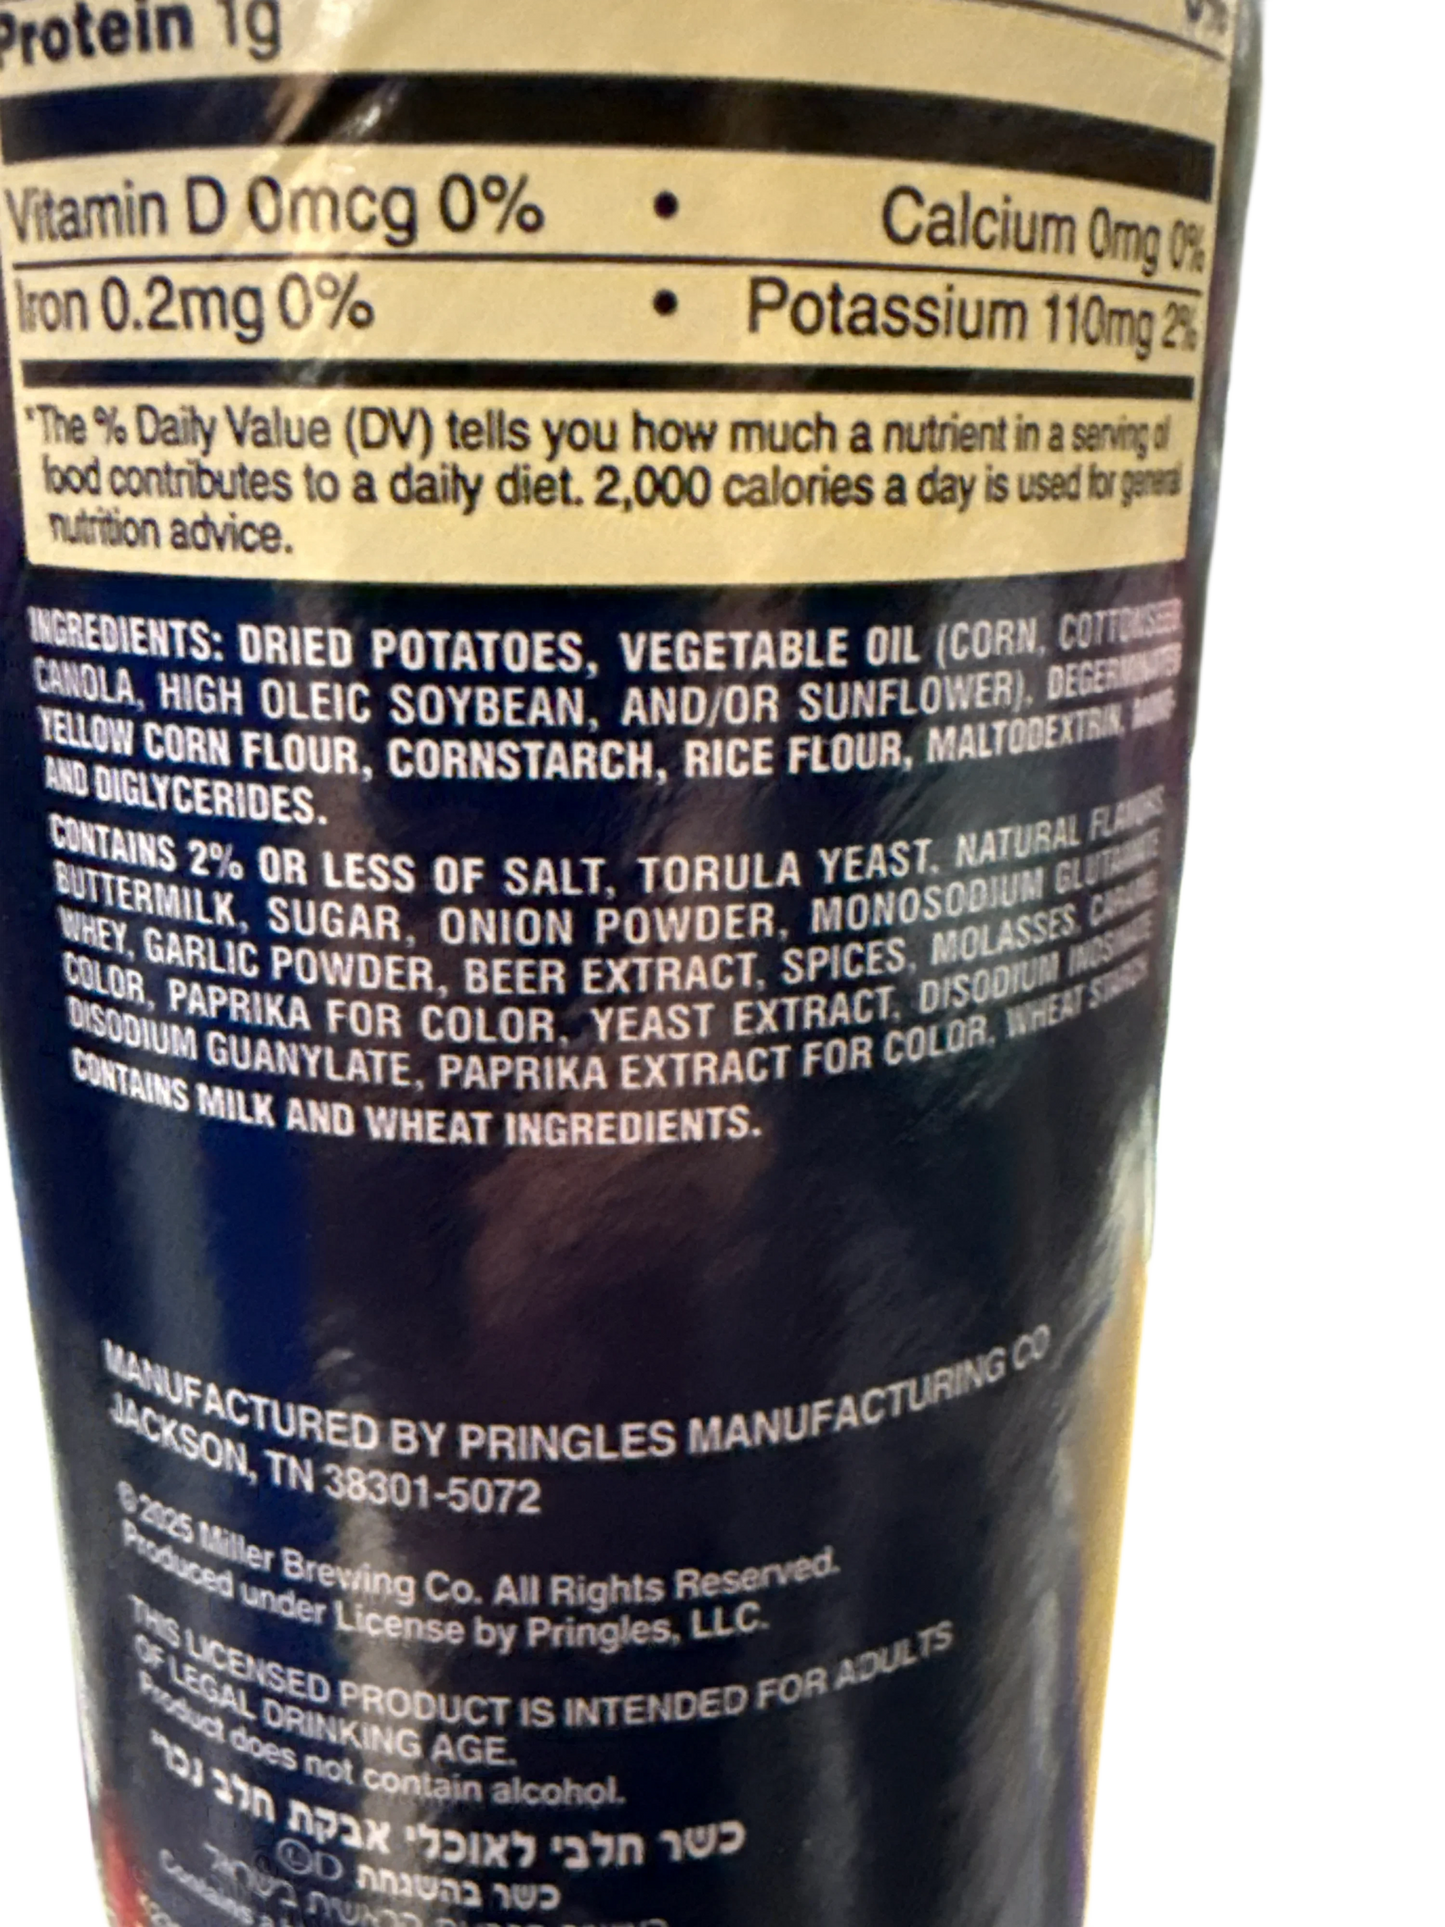 Protein 1g
Vitamin D 0mcg 0% • Calcium 0mg 0%
Iron 0.2mg 0% • Potassium 110mg 2%
*The % Daily Value (DV) tells you how much a nutrient in a serving of
food contributes to a daily diet. 2,000 calories a day is used for general
nutrition advice.
INGREDIENTS: DRIED POTATOES, VEGETABLE OIL (CORN, COTTONSEED,
CANOLA, HIGH OLEIC SOYBEAN, AND/OR SUNFLOWER), DEGERMINATED
YELLOW CORN FLOUR, CORNSTARCH, RICE FLOUR, MALTODEXTRIN, MONO-
AND DIGLYCERIDES.
CONTAINS 2% OR LESS OF SALT, TORULA YEAST, NATURAL FLAVORS,
BUTTERMILK, SUGAR, ONION POWDER, MONOSODIUM GLUTAMATE,
WHEY, GARLIC POWDER, BEER EXTRACT, SPICES, MOLASSES, CARAMEL
COLOR, PAPRIKA FOR COLOR, YEAST EXTRACT, DISODIUM INOSINATE,
DISODIUM GUANYLATE, PAPRIKA EXTRACT FOR COLOR, WHEAT STARCH
CONTAINS MILK AND WHEAT INGREDIENTS.
MANUFACTURED BY PRINGLES MANUFACTURING CO
JACKSON, TN 38301-5072
© 2025 Miller Brewing Co. All Rights Reserved.
Produced under License by Pringles, LLC.
THIS LICENSED PRODUCT IS INTENDED FOR ADULTS
OF LEGAL DRINKING AGE.
Product does not contain alcohol.
כשר חלבי לאוכלי אבקת חלב נכרי
כשר בהשגחת ⓊD
Contains a